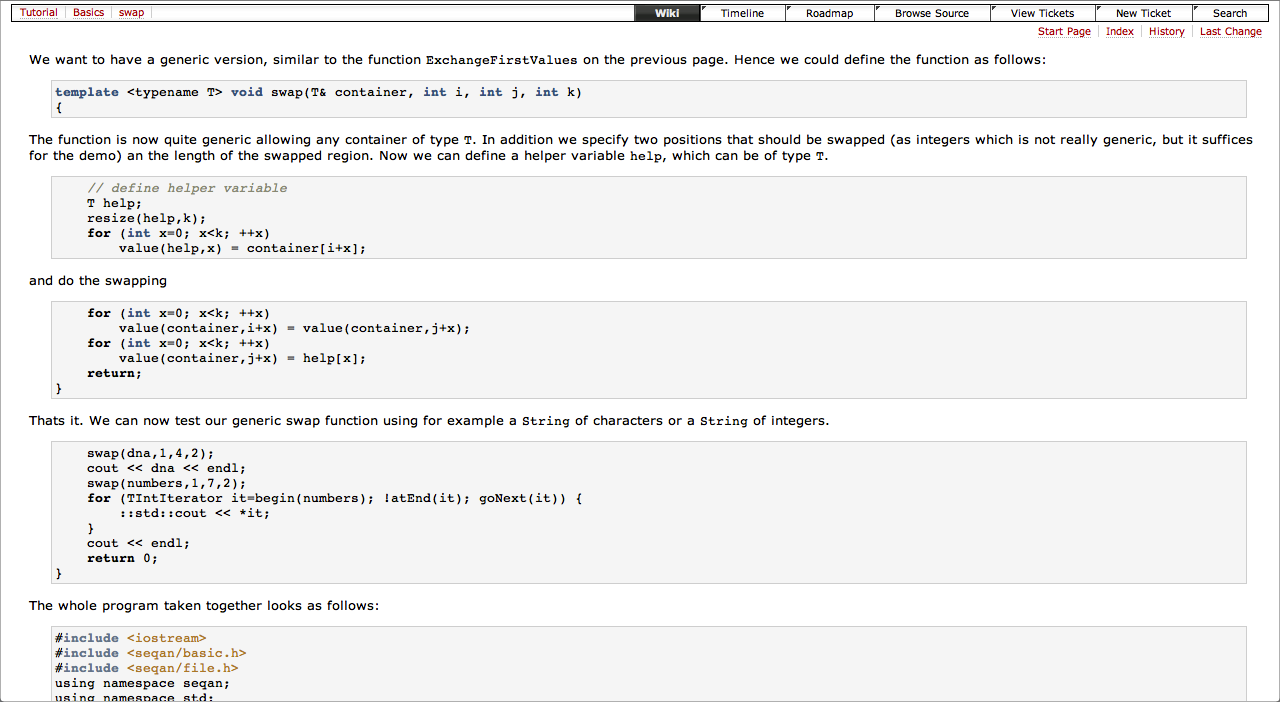 Tutorial Basics swap Wiki Timeline Roadmap Browse Source View Tickets New Ticket Search
Start Page Index History Last Change
We want to have a generic version, similar to the function ExchangeFirstValues on the previous page. Hence we could define the function as follows:
template <typename T> void swap(T& container, int i, int j, int k)
{
The function is now quite generic allowing any container of type T. In addition we specify two positions that should be swapped (as integers which is not really generic, but it suffices
for the demo) an the length of the swapped region. Now we can define a helper variable help, which can be of type T.
// define helper variable
T help;
resize(help,k);
for (int x=0; x<k; ++x)
value(help,x) = container[i+x];
and do the swapping
for (int x=0; x<k; ++x)
value(container,i+x) = value(container,j+x);
for (int x=0; x<k; ++x)
value(container,j+x) = help[x];
return;
}
Thats it. We can now test our generic swap function using for example a String of characters or a String of integers.
swap(dna,1,4,2);
cout << dna << endl;
swap(numbers,1,7,2);
for (TIntIterator it=begin(numbers); !atEnd(it); goNext(it)) {
::std::cout << *it;
}
cout << endl;
return 0;
}
The whole program taken together looks as follows:
#include <iostream>
#include <seqan/basic.h>
#include <seqan/file.h>
using namespace seqan;
using namespace std;